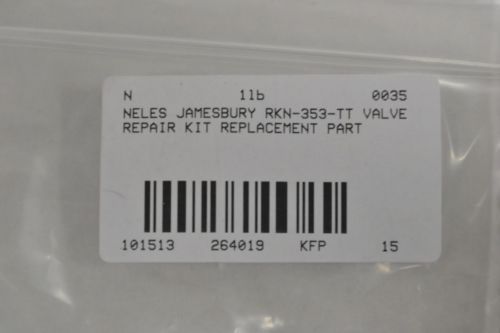 N 1lb 0035
NELES JAMESBURY RKN-353-TT VALVE
REPAIR KIT REPLACEMENT PART
101513 264019 KFP 15